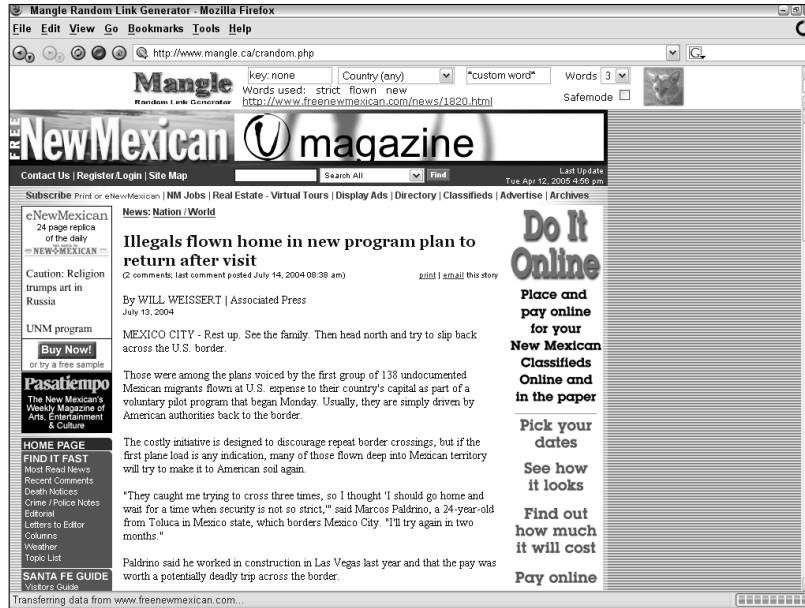 Mangle Random Link Generator - Mozilla Firefox
File Edit View Go Bookmarks Tools Help
http://www.mangle.ca/crandom.php
G
Mangle
Random Link Generator
key: none Country (any) *custom word* Words 3
Words used: strict flown new
http://www.freenewmexican.com/news/1820.html
Safemode
FREE NewMexican
magazine
Contact Us | Register/Login | Site Map
Search All Find
Last Update
Tue Apr 12, 2005 4:56 pm
Subscribe Print or eNewMexican | NM Jobs | Real Estate - Virtual Tours | Display Ads | Directory | Classifieds | Advertise | Archives
eNewMexican
24 page replica
of the daily
NEW MEXICAN
Caution: Religion
trumps art in
Russia
UNM program
Buy Now!
or try a free sample
Pasatiempo
The New Mexican's
Weekly Magazine of
Arts, Entertainment
& Culture
HOME PAGE
FIND IT FAST
Most Read News
Recent Comments
Death Notices
Crime / Police Notes
Editorial
Letters to Editor
Columns
Weather
Topic List
SANTA FE GUIDE
Visitors Guide
News: Nation / World
Illegals flown home in new program plan to
return after visit
(2 comments; last comment posted July 14, 2004 08:38 am) print | email this story
By WILL WEISSERT | Associated Press
July 13, 2004
MEXICO CITY - Rest up. See the family. Then head north and try to slip back
across the U.S. border.
Those were among the plans voiced by the first group of 138 undocumented
Mexican migrants flown at U.S. expense to their country's capital as part of a
voluntary pilot program that began Monday. Usually, they are simply driven by
American authorities back to the border.
The costly initiative is designed to discourage repeat border crossings, but if the
first plane load is any indication, many of those flown deep into Mexican territory
will try to make it to American soil again.
"They caught me trying to cross three times, so I thought 'I should go home and
wait for a time when security is not so strict,'" said Marcos Paldrino, a 24-year-old
from Toluca in Mexico state, which borders Mexico City. "I'll try again in two
months."
Paldrino said he worked in construction in Las Vegas last year and that the pay was
worth a potentially deadly trip across the border.
Do It
Online
Place and
pay online
for your
New Mexican
Classifieds
Online and
in the paper
Pick your
dates
See how
it looks
Find out
how much
it will cost
Pay online
Transferring data from www.freenewmexican.com...